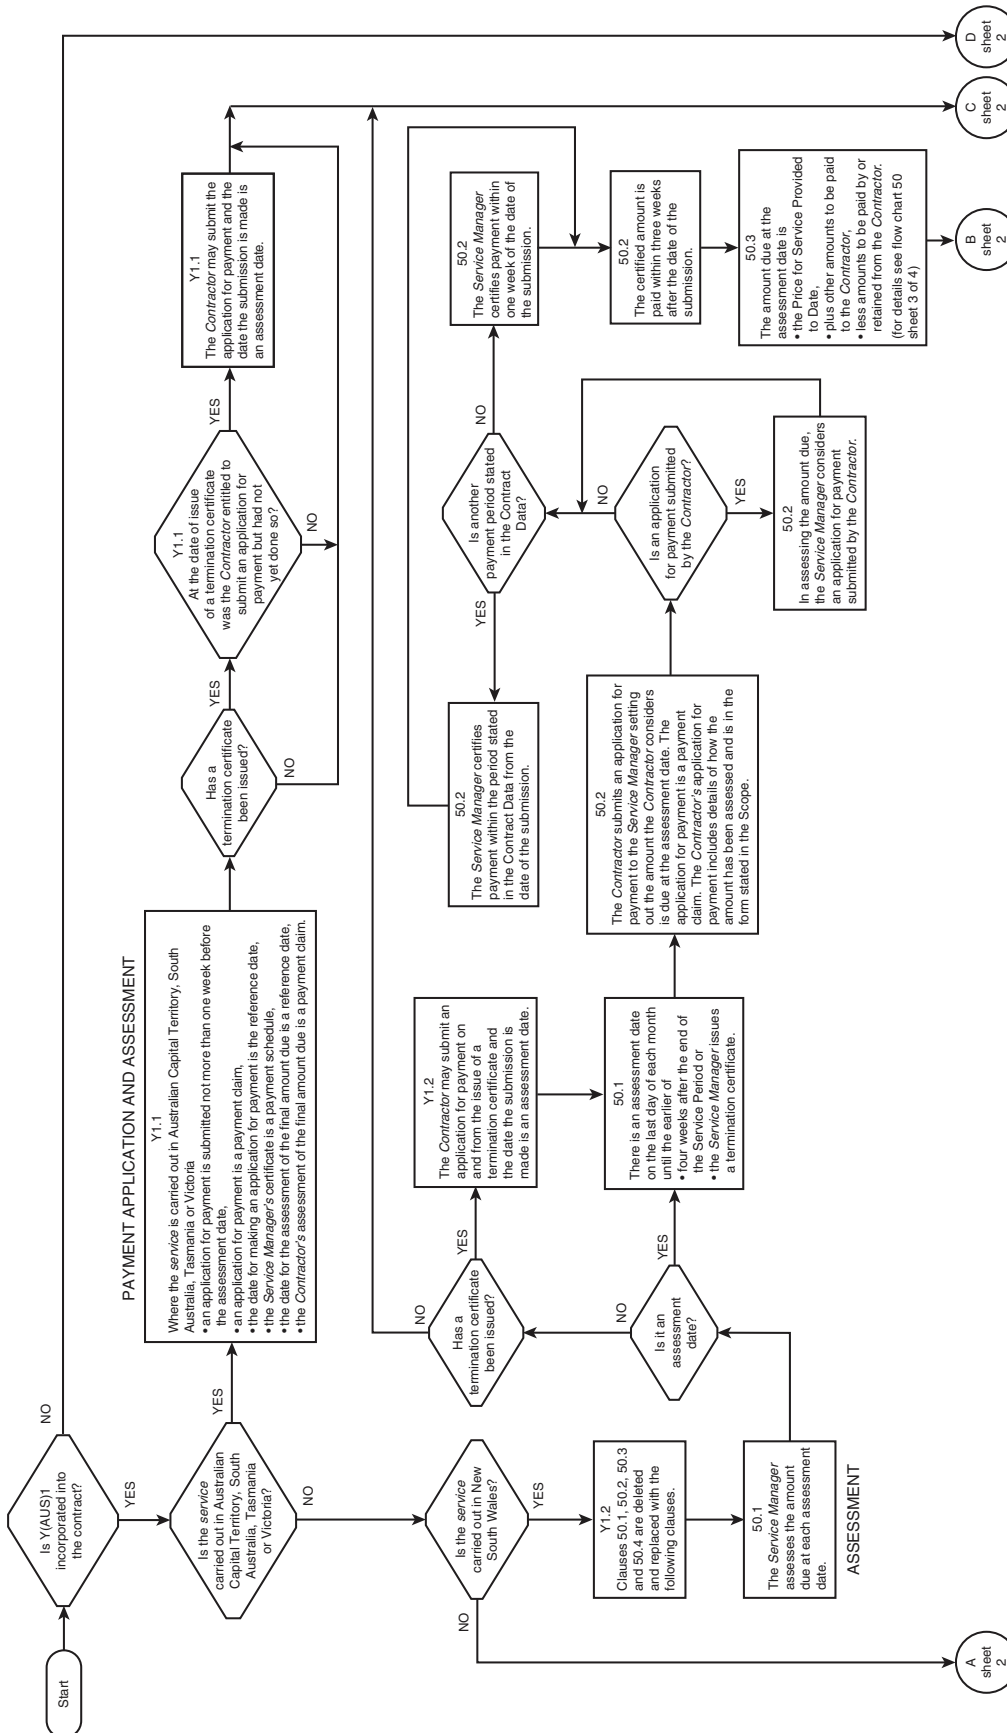 Start
Is Y(AUS)1
incorporated into
the contract?
NO
YES
D
sheet
2
PAYMENT APPLICATION AND ASSESSMENT
Is the service
carried out in Australian
Capital Territory, South
Australia, Tasmania
or Victoria?
YES
NO
Y1.1
Where the service is carried out in Australian Capital Territory, South
Australia, Tasmania or Victoria
• an application for payment is submitted not more than one week before
the assessment date,
• an application for payment is a payment claim,
• the date for making an application for payment is the reference date,
• the Service Manager's certificate is a payment schedule,
• the date for the assessment of the final amount due is a reference date,
• the Contractor's assessment of the final amount due is a payment claim.
Has a
termination certificate
been issued?
YES
NO
Y1.1
At the date of issue
of a termination certificate
was the Contractor entitled to
submit an application for
payment but had not
yet done so?
YES
NO
Y1.1
The Contractor may submit the
application for payment and the
date the submission is made is
an assessment date.
C
sheet
2
Is the service
carried out in New
South Wales?
NO
YES
A
sheet
2
Y1.2
Clauses 50.1, 50.2, 50.3
and 50.4 are deleted
and replaced with the
following clauses.
50.1
The Service Manager
assesses the amount
due at each assessment
date.
ASSESSMENT
Is it an
assessment
date?
NO
YES
Has a
termination certificate
been issued?
NO
YES
Y1.2
The Contractor may submit an
application for payment on
and from the issue of a
termination certificate and
the date the submission is
made is an assessment date.
50.1
There is an assessment date
on the last day of each month
until the earlier of
• four weeks after the end of
the Service Period or
• the Service Manager issues
a termination certificate.
50.2
The Contractor submits an application for
payment to the Service Manager setting
out the amount the Contractor considers
is due at the assessment date. The
application for payment is a payment
claim. The Contractor's application for
payment includes details of how the
amount has been assessed and is in the
form stated in the Scope.
Is an application
for payment submitted
by the Contractor?
NO
YES
50.2
In assessing the amount due,
the Service Manager considers
an application for payment
submitted by the Contractor.
Is another
payment period stated
in the Contract
Data?
YES
NO
50.2
The Service Manager certifies
payment within the period stated
in the Contract Data from the
date of the submission.
50.2
The Service Manager
certifies payment within
one week of the date of
the submission.
50.2
The certified amount is
paid within three weeks
after the date of the
submission.
50.3
The amount due at the
assessment date is
• the Price for Service Provided
to Date,
• plus other amounts to be paid
to the Contractor,
• less amounts to be paid by or
retained from the Contractor.
(for details see flow chart 50
sheet 3 of 4)
B
sheet
2